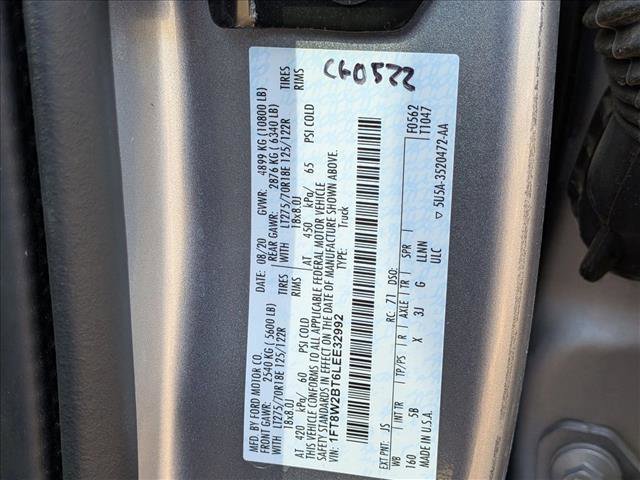 C60522
MFD. BY FORD MOTOR CO.
DATE: 08/20 GVWR: 4899 KG (10800 LB)
FRONT GAWR: 2540 KG (5600 LB) REAR GAWR: 2876 KG (6340 LB)
WITH LT275/70R18E 125/122R TIRES WITH LT275/70R18E 125/122R TIRES
18x8.0J RIMS 18x8.0J RIMS
AT 420 kPa/ 60 PSI COLD AT 450 kPa/ 65 PSI COLD
THIS VEHICLE CONFORMS TO ALL APPLICABLE FEDERAL MOTOR VEHICLE
SAFETY STANDARDS IN EFFECT ON THE DATE OF MANUFACTURE SHOWN ABOVE.
VIN: 1FT8W2BT6LEE32992 TYPE: Truck
F0562
T1047
EXT PNT: JS RC: 71 DSO:
WB INT TR TP/PS R AXLE TR SPR
160 5B X 3J G LLNN
MADE IN U.S.A. ULC
▽ 5U5A-3520472-AA